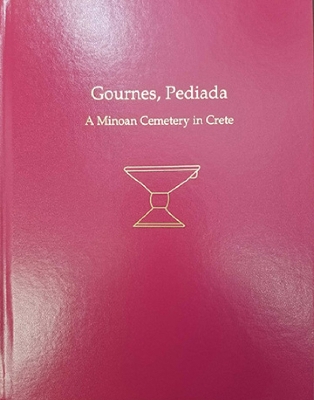 Gournes, Pediada
A Minoan Cemetery in Crete